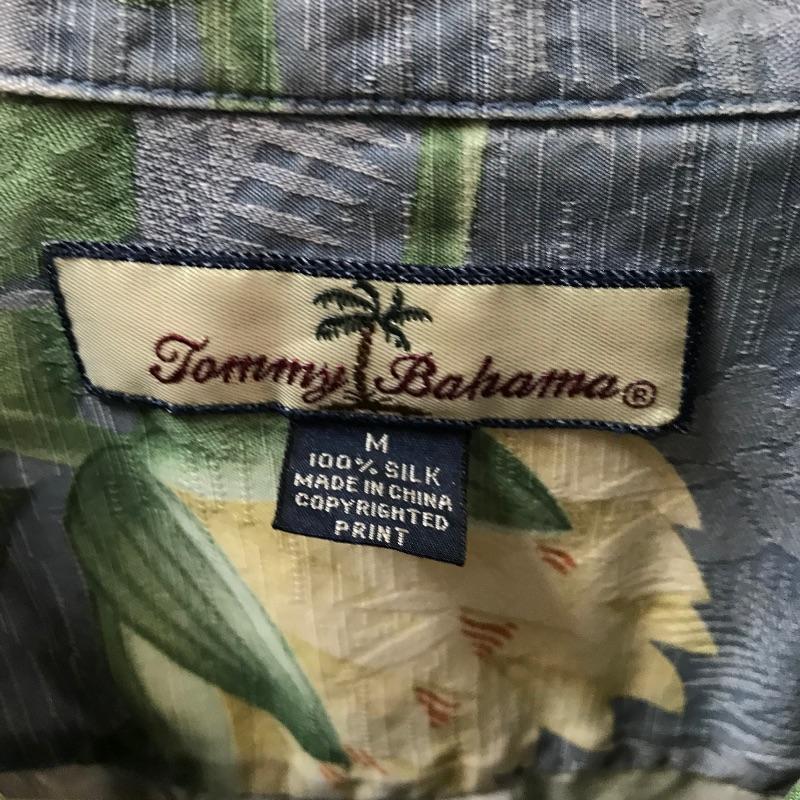 Tommy Bahama®
M
100% SILK
MADE IN CHINA
COPYRIGHTED
PRINT